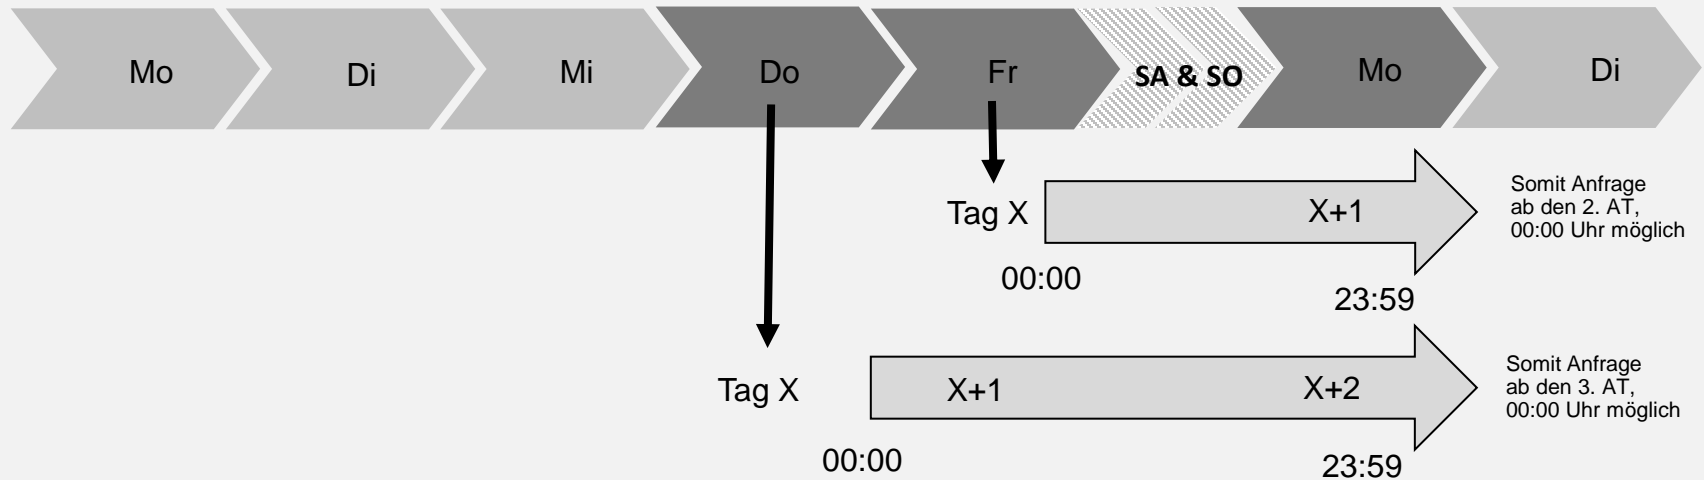 Mo
Di
Mi
Do
Fr
SA & SO
Mo
Di
Tag X
X+1
Somit Anfrage
ab den 2. AT,
00:00 Uhr möglich
00:00
23:59
Tag X
X+1
X+2
Somit Anfrage
ab den 3. AT,
00:00 Uhr möglich
00:00
23:59